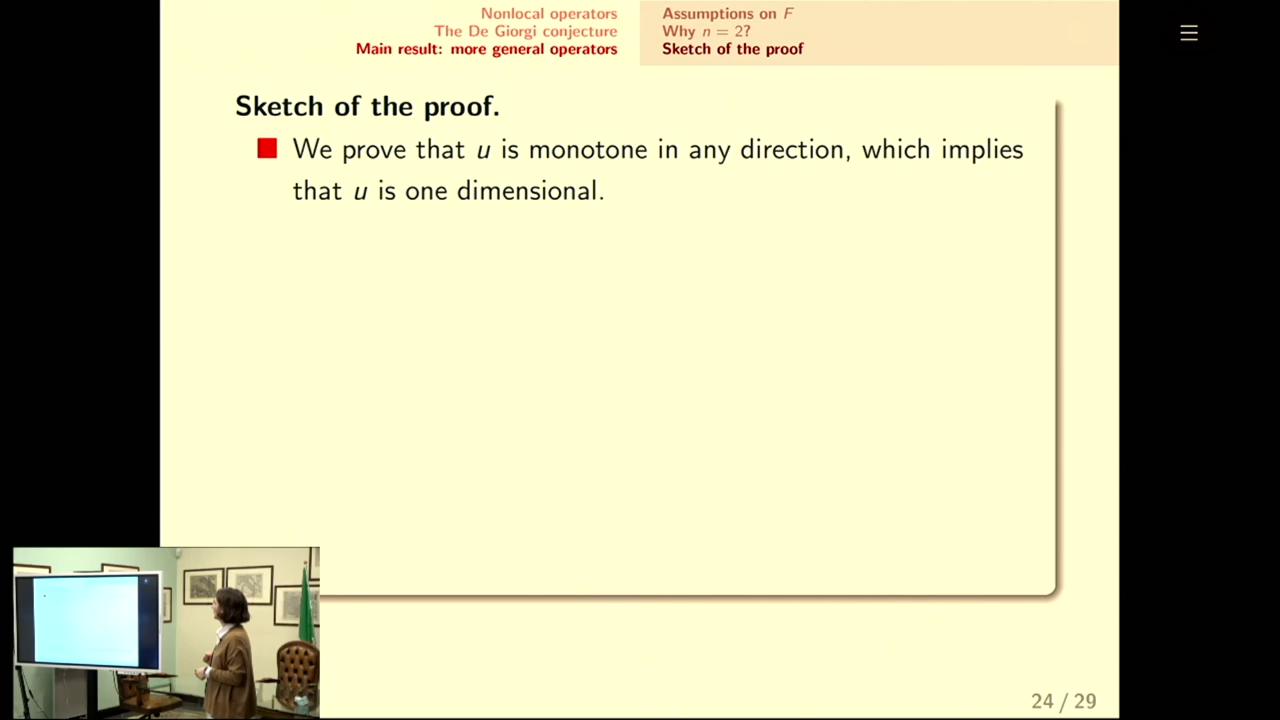 Nonlocal operators
The De Giorgi conjecture
Main result: more general operators
Assumptions on F
Why n = 2?
Sketch of the proof
Sketch of the proof.
We prove that u is monotone in any direction, which implies
that u is one dimensional.
24 / 29